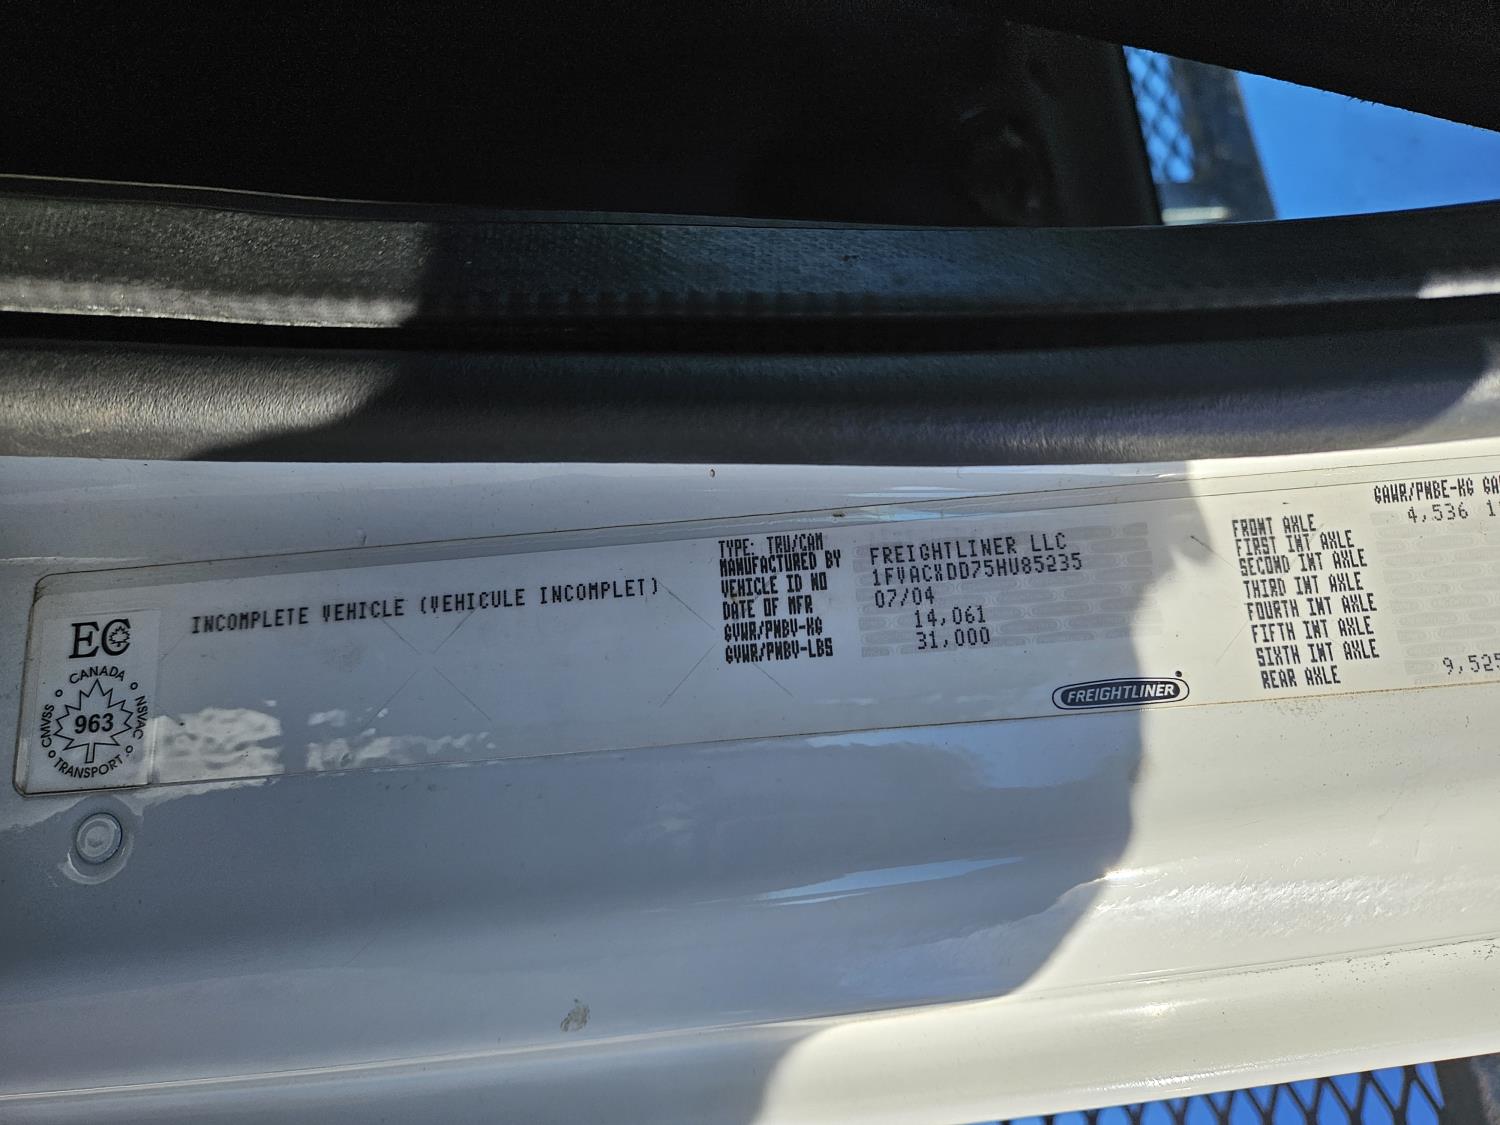 INCOMPLETE VEHICLE (VEHICULE INCOMPLET)
EC
CANADA
CMVSS
963
NSVAC
TRANSPORT
TYPE: TRU/CAM
MANUFACTURED BY FREIGHTLINER LLC
VEHICLE ID NO 1FVACXDD75HU85235
DATE OF MFR 07/04
GVWR/PNBV-KG 14,061
GVWR/PNBV-LBS 31,000
FREIGHTLINER
GAWR/PNBE-KG
FRONT AXLE 4,536
FIRST INT AXLE
SECOND INT AXLE
THIRD INT AXLE
FOURTH INT AXLE
FIFTH INT AXLE
SIXTH INT AXLE
REAR AXLE 9,525